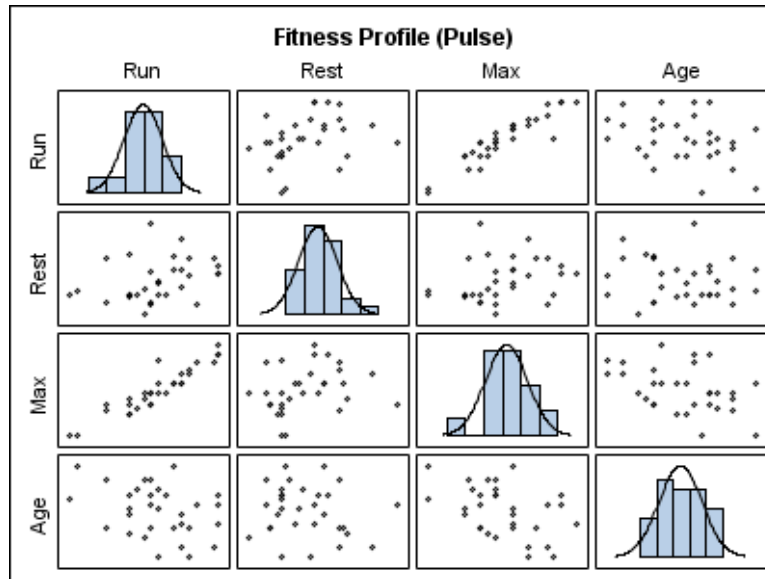 Fitness Profile (Pulse)
Run Rest Max Age
Run
Rest
Max
Age